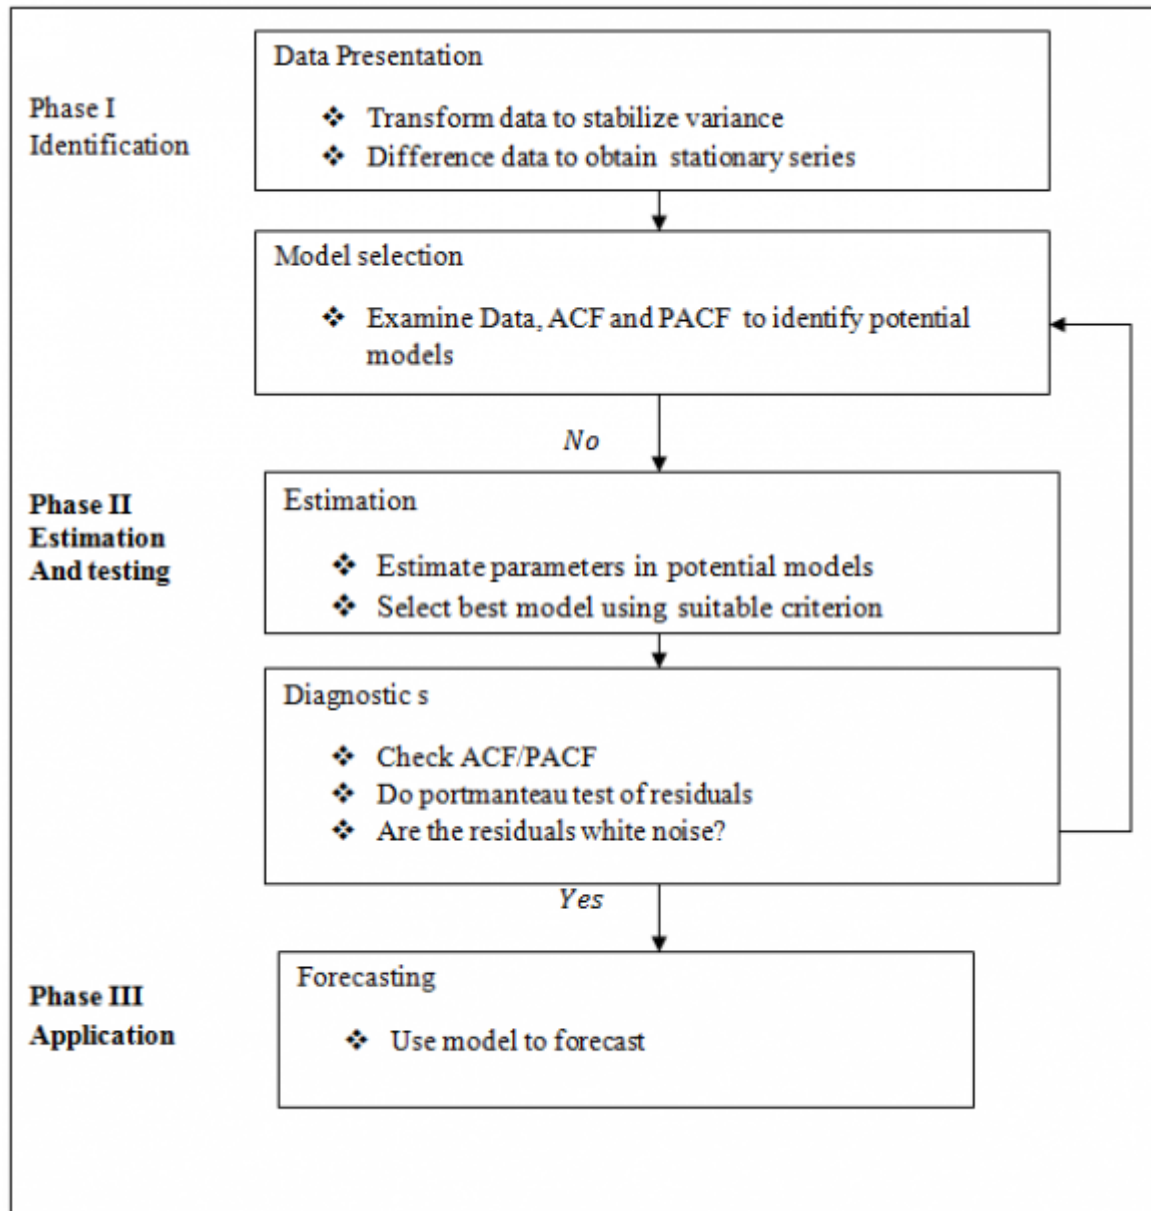 Data Presentation
Phase I
Identification
❖ Transform data to stabilize variance
❖ Difference data to obtain stationary series
Model selection
❖ Examine Data, ACF and PACF to identify potential
models
No
Phase II
Estimation
And testing
Estimation
❖ Estimate parameters in potential models
❖ Select best model using suitable criterion
Diagnostic s
❖ Check ACF/PACF
❖ Do portmanteau test of residuals
❖ Are the residuals white noise?
Yes
Phase III
Application
Forecasting
❖ Use model to forecast